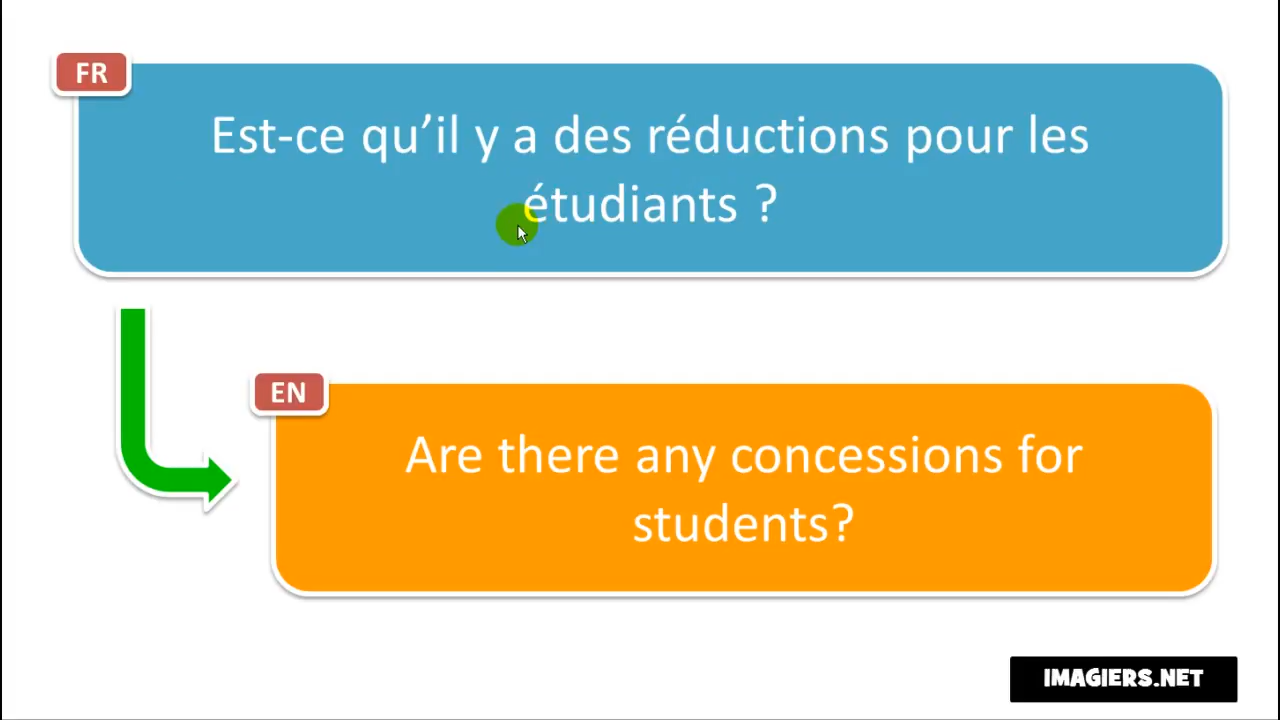 FR
Est-ce qu’il y a des réductions pour les
étudiants ?
EN
Are there any concessions for
students?
IMAGIERS.NET